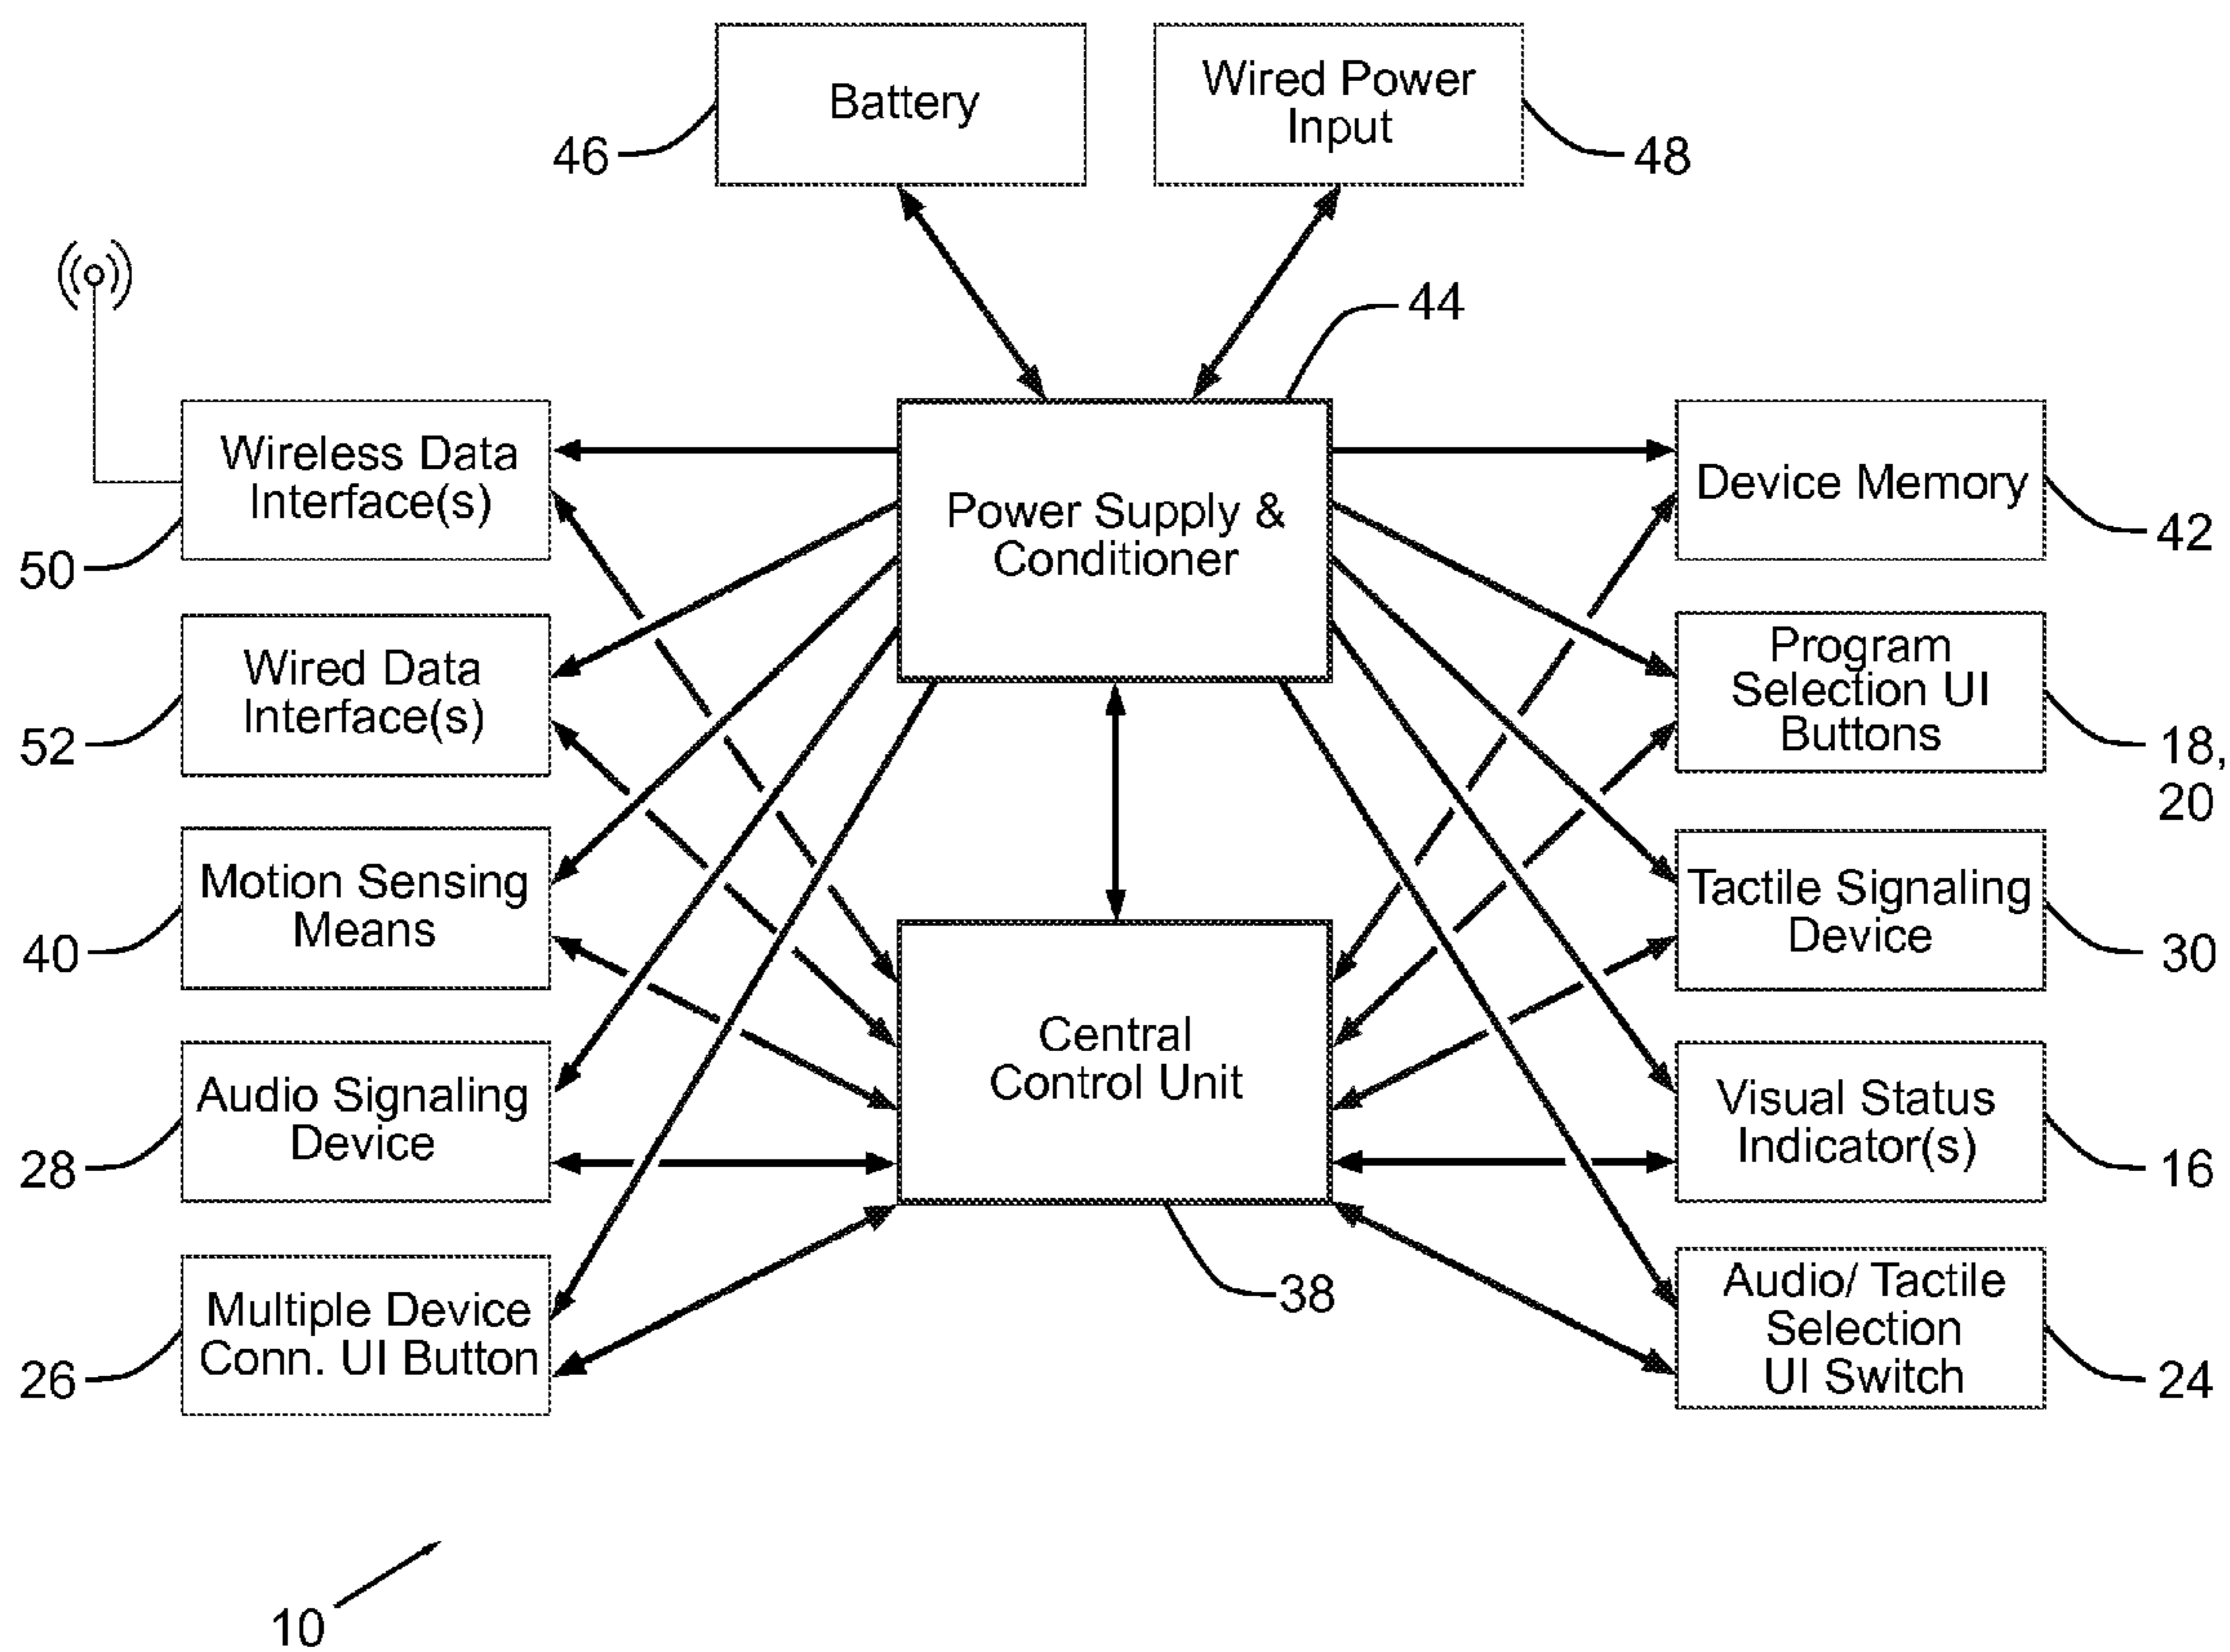 Battery
Wired Power
Input
46
48
44
Wireless Data
Interface(s)
50
Power Supply &
Conditioner
Device Memory
42
Wired Data
Interface(s)
52
Program
Selection UI
Buttons
18,
20
Motion Sensing
Means
40
Tactile Signaling
Device
30
Central
Control Unit
38
Audio Signaling
Device
28
Visual Status
Indicator(s)
16
Multiple Device
Conn. UI Button
26
Audio/ Tactile
Selection
UI Switch
24
10